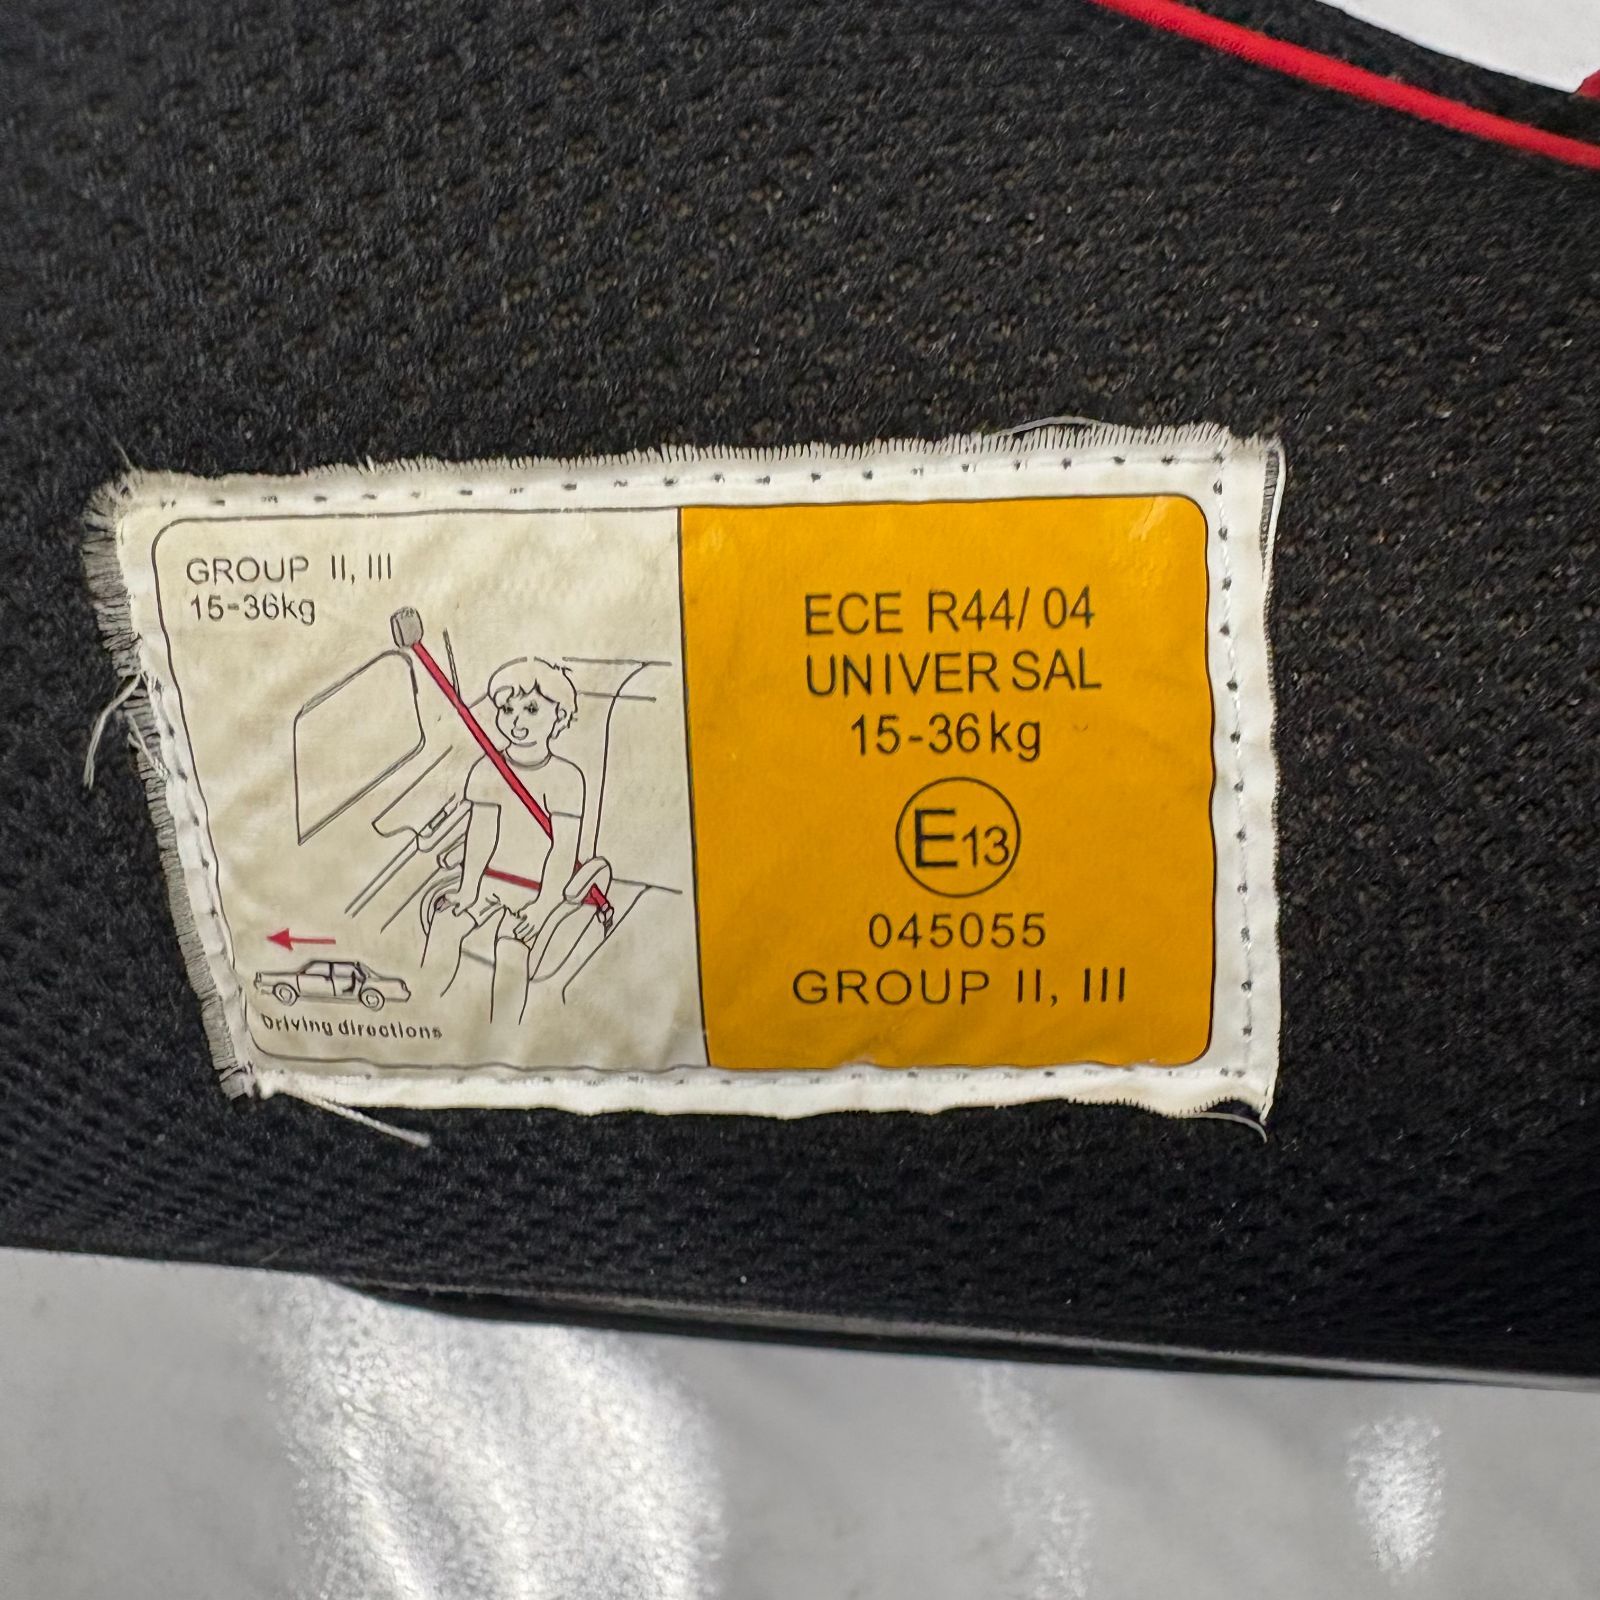 GROUP II, III
15-36kg
Driving directions
ECE R44/04
UNIVERSAL
15-36kg
E13
045055
GROUP II, III